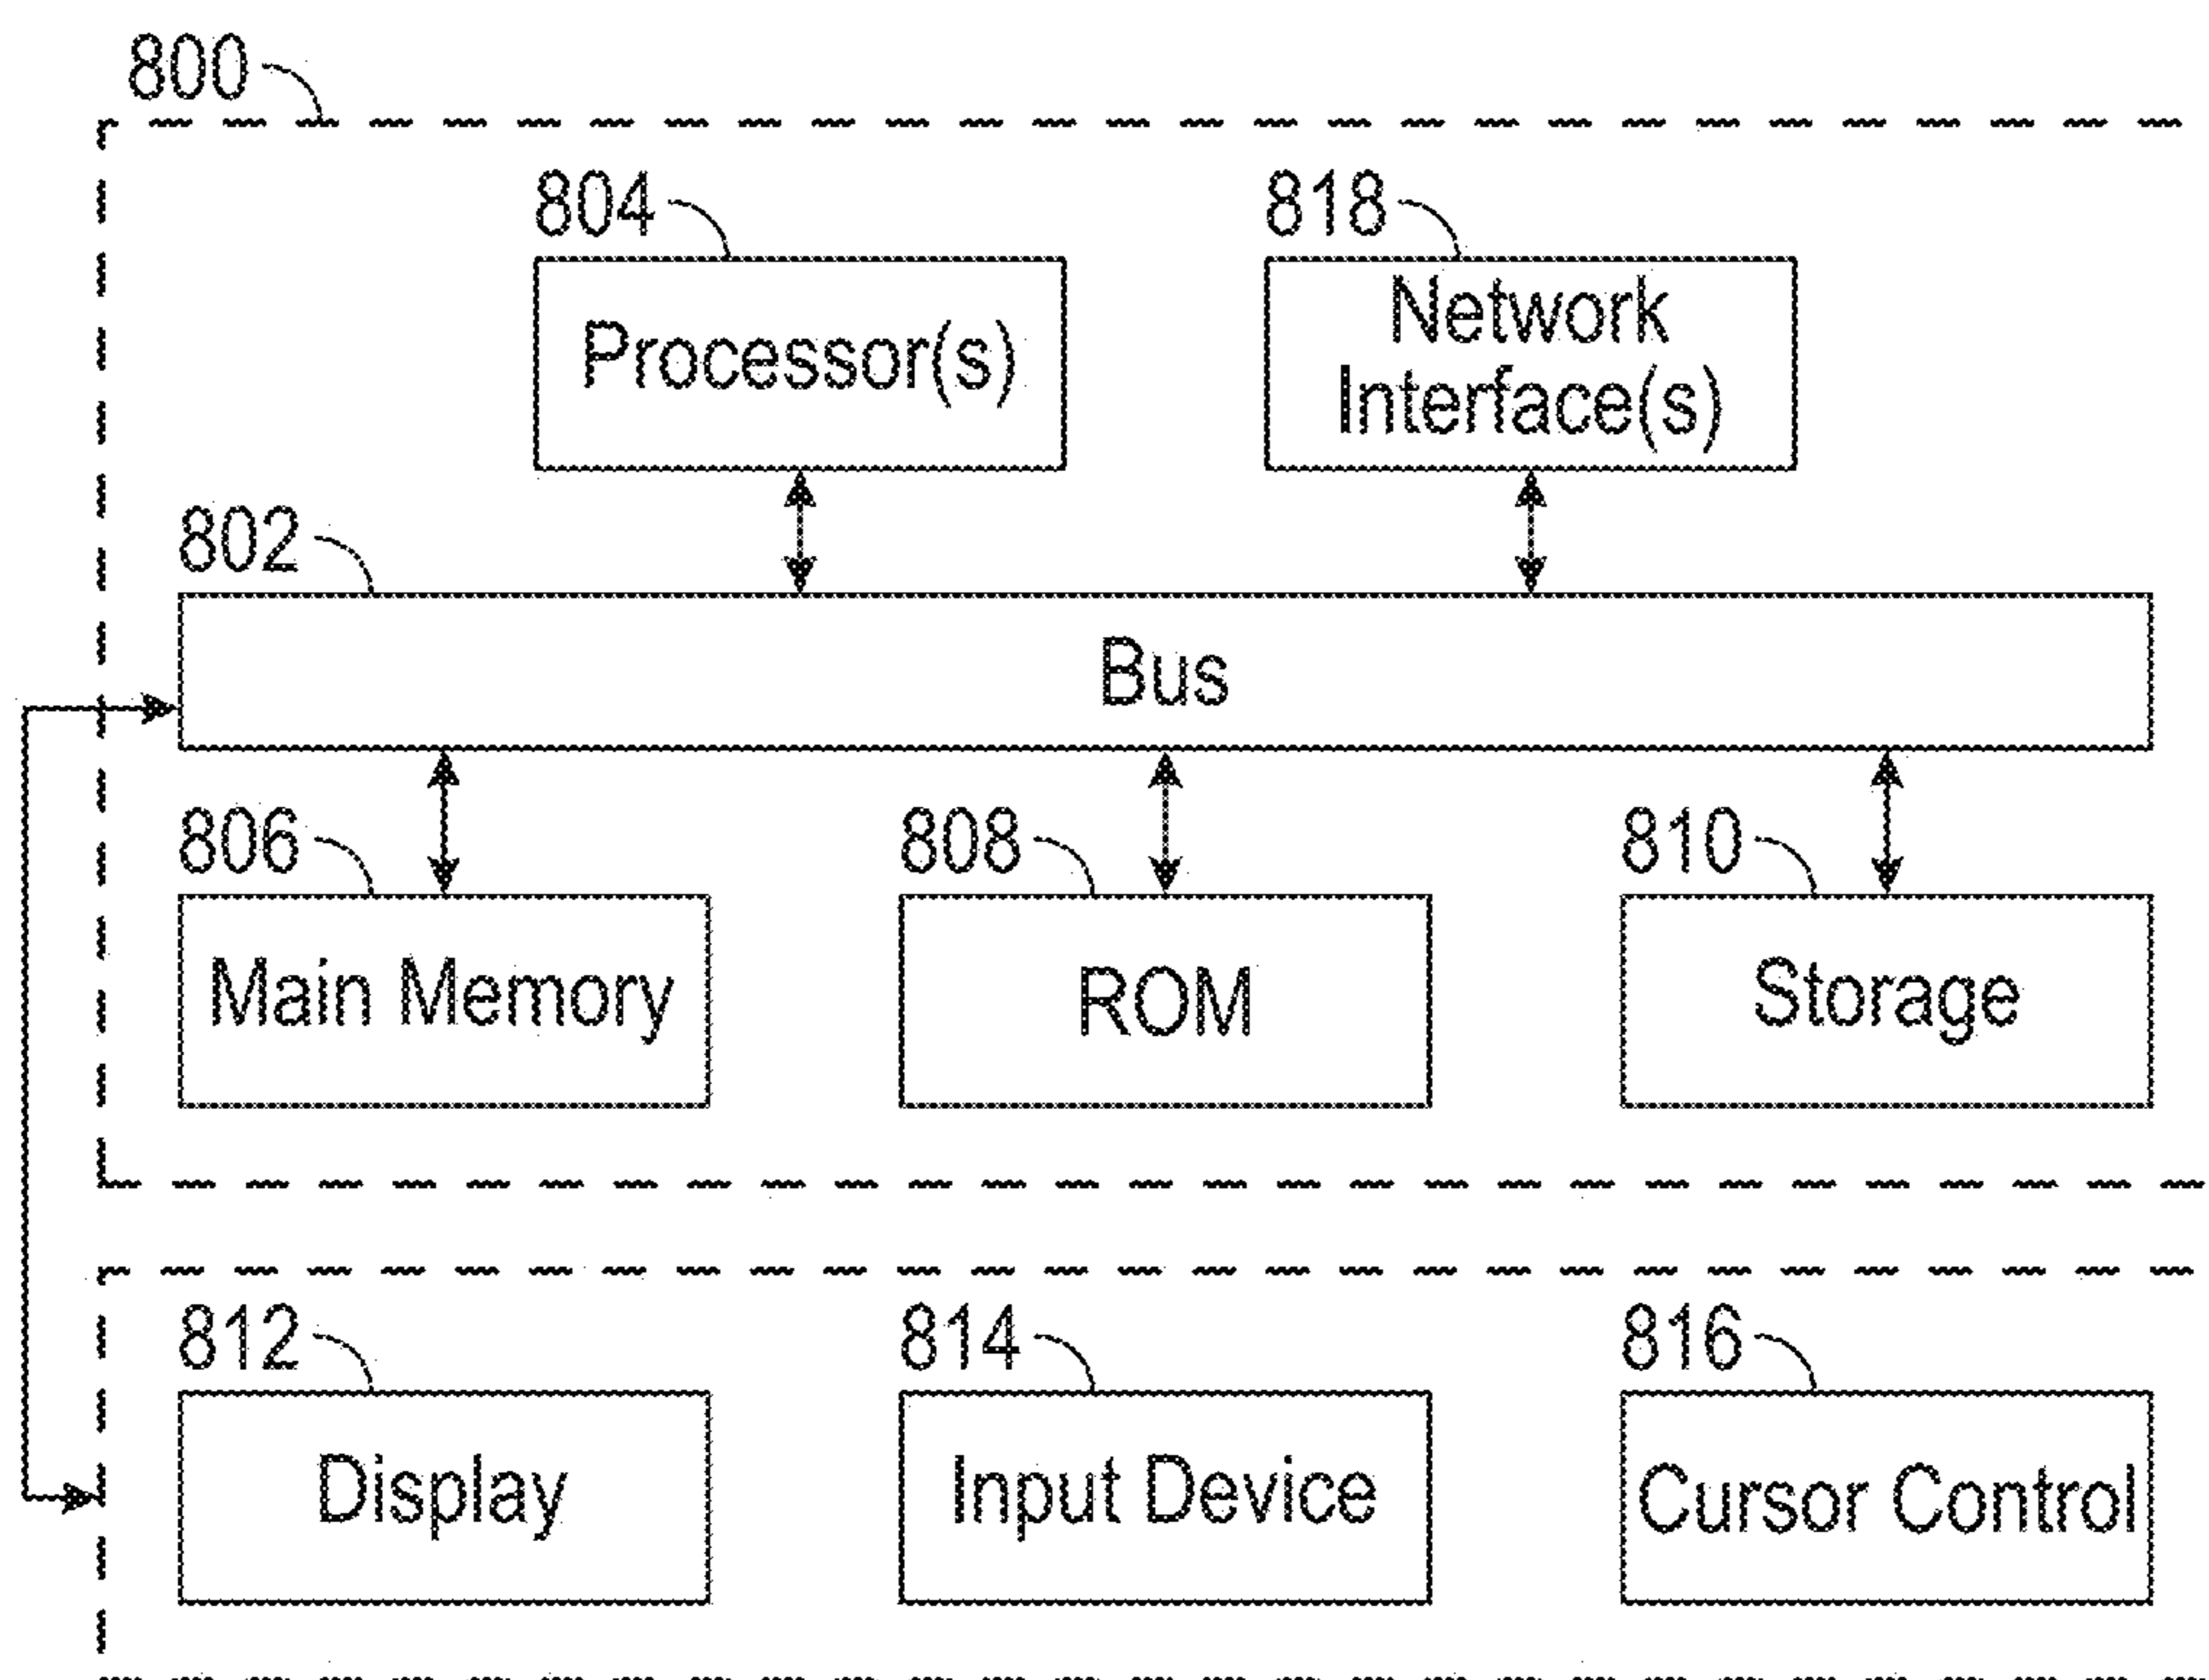 800
804
818
Processor(s)
Network
Interface(s)
802
Bus
806
808
810
Main Memory
ROM
Storage
812
814
816
Display
Input Device
Cursor Control